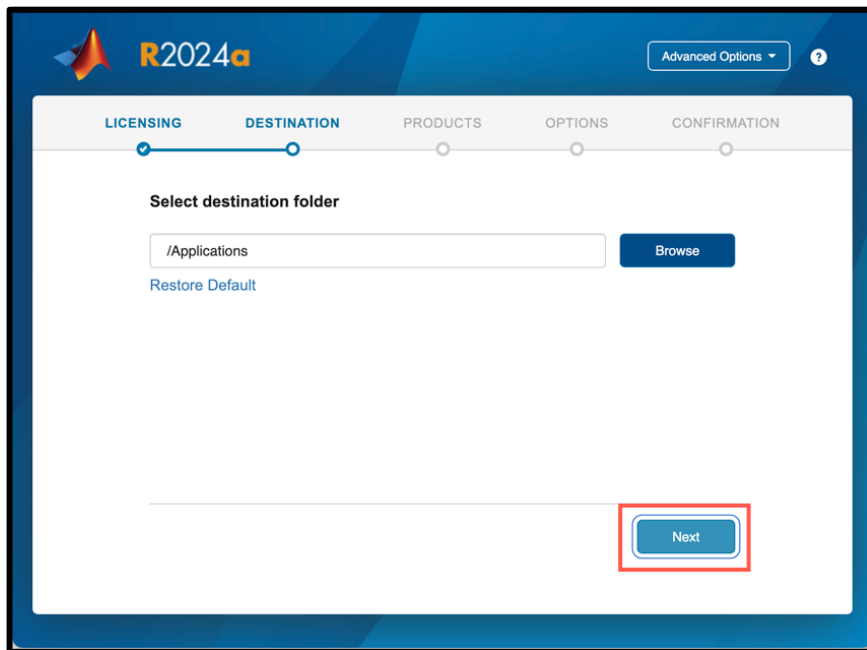 R2024a
Advanced Options
?
LICENSING DESTINATION PRODUCTS OPTIONS CONFIRMATION
Select destination folder
/Applications
Browse
Restore Default
Next